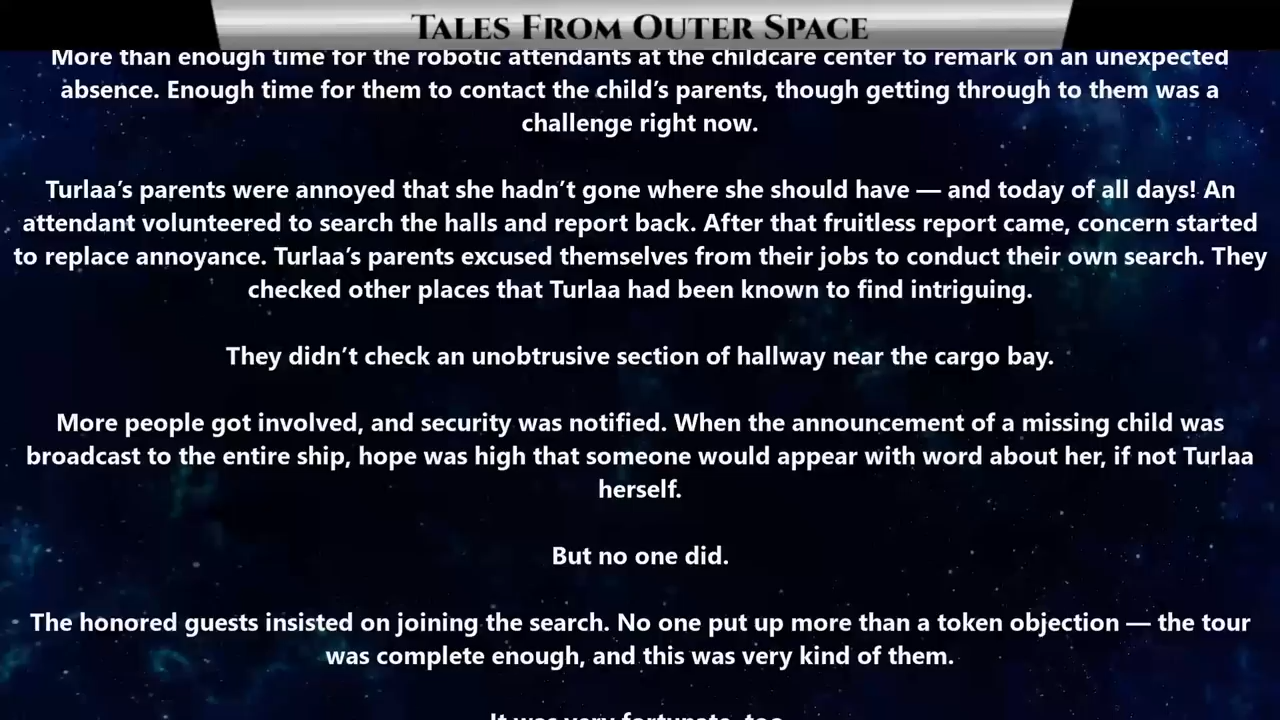 Tales From Outer Space
More than enough time for the robotic attendants at the childcare center to remark on an unexpected
absence. Enough time for them to contact the child’s parents, though getting through to them was a
challenge right now.
Turlaa’s parents were annoyed that she hadn’t gone where she should have — and today of all days! An
attendant volunteered to search the halls and report back. After that fruitless report came, concern started
to replace annoyance. Turlaa’s parents excused themselves from their jobs to conduct their own search. They
checked other places that Turlaa had been known to find intriguing.
They didn’t check an unobtrusive section of hallway near the cargo bay.
More people got involved, and security was notified. When the announcement of a missing child was
broadcast to the entire ship, hope was high that someone would appear with word about her, if not Turlaa
herself.
But no one did.
The honored guests insisted on joining the search. No one put up more than a token objection — the tour
was complete enough, and this was very kind of them.
It was very fortunate, too.